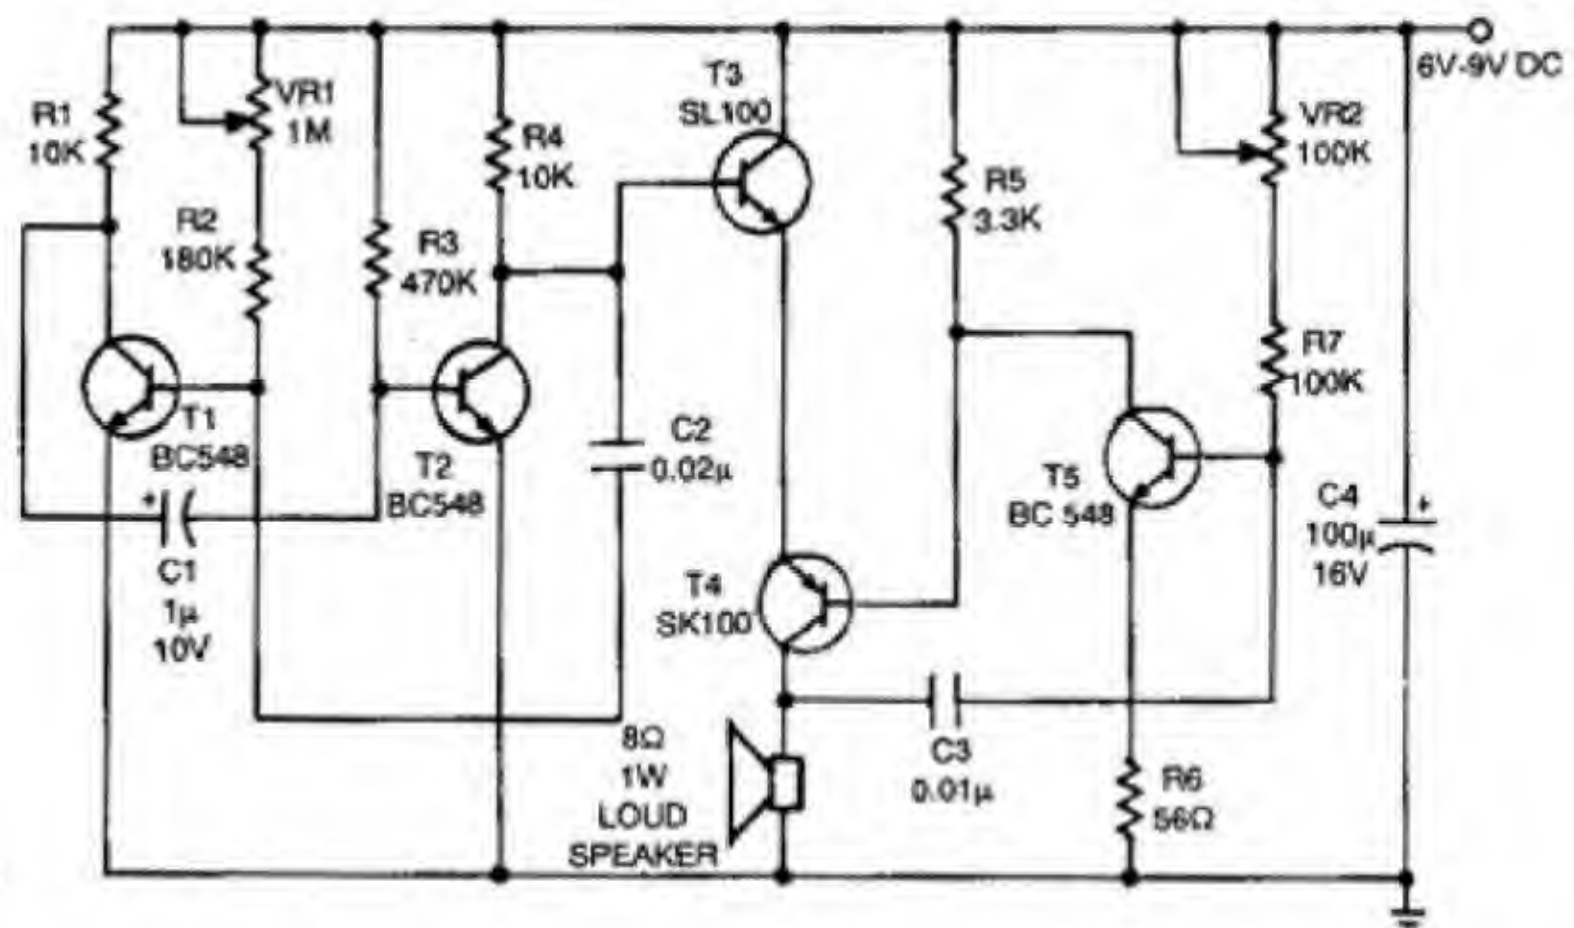 R1
10K
VR1
1M
R2
180K
R3
470K
R4
10K
T3
SL100
R5
3.3K
6V-9V DC
VR2
100K
R7
100K
T1
BC548
T2
BC548
C2
0.02μ
+
C1
1μ
10V
T4
SK100
T5
BC 548
C4
+
100μ
16V
8Ω
1W
LOUD
SPEAKER
C3
0.01μ
R6
56Ω